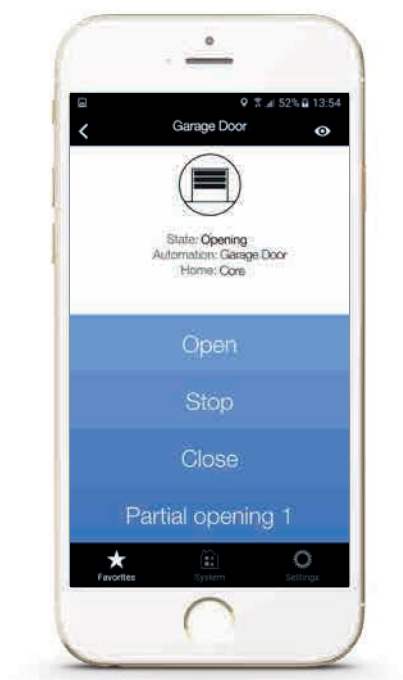 52% 13:54
Garage Door
State: Opening
Automation: Garage Door
Home: Core
Open
Stop
Close
Partial opening 1
Favorites
System
Settings